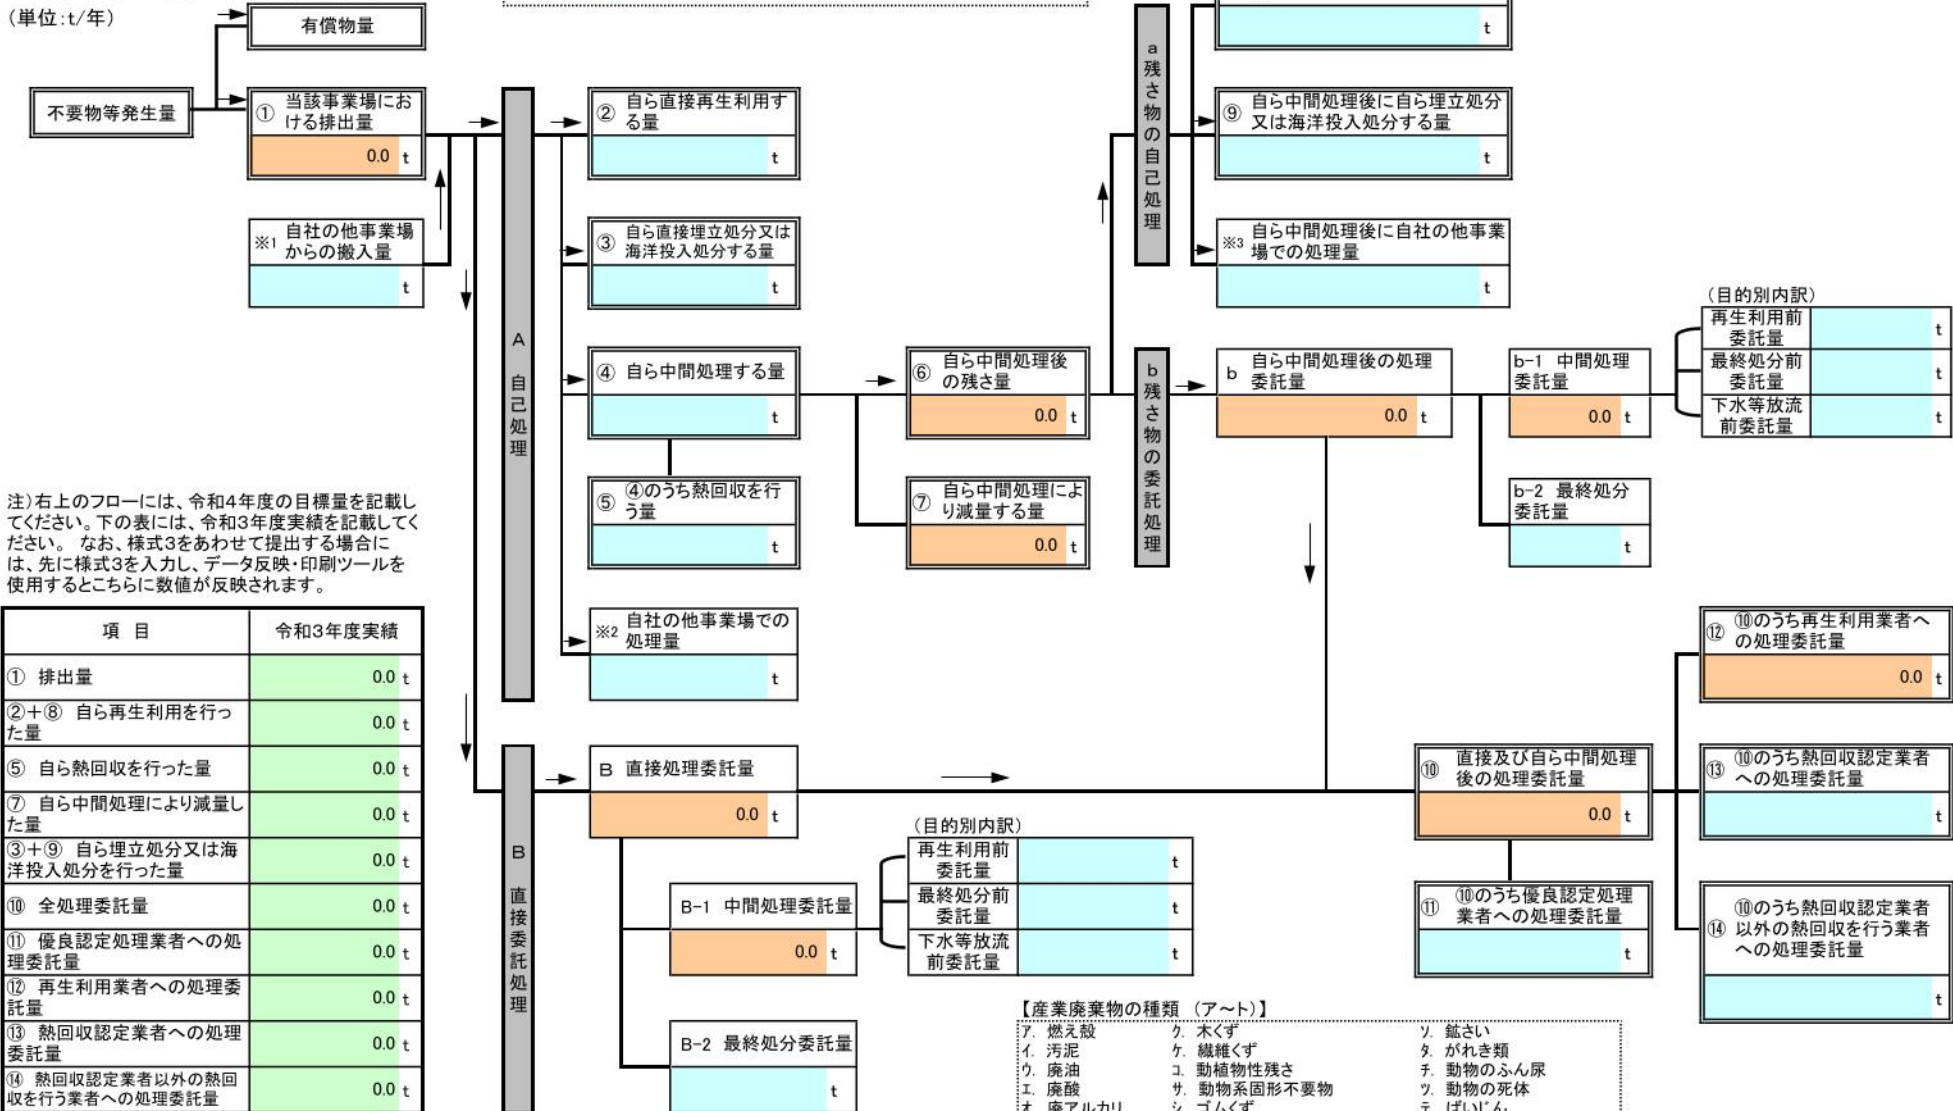 (単位:t/年)
有償物量
不要物等発生量
① 当該事業場にお
ける排出量
0.0 t
※1 自社の他事業場
からの搬入量
t
A 自己処理
② 自ら直接再生利用す
る量
t
③ 自ら直接埋立処分又は
海洋投入処分する量
t
④ 自ら中間処理する量
t
⑤ ④のうち熱回収を行
う量
t
※2 自社の他事業場での
処理量
t
⑥ 自ら中間処理後
の残さ量
0.0 t
⑦ 自ら中間処理によ
り減量する量
0.0 t
a 残さ物の自己処理
t
⑨ 自ら中間処理後に自ら埋立処分
又は海洋投入処分する量
t
※3 自ら中間処理後に自社の他事業
場での処理量
t
b 残さ物の委託処理
b 自ら中間処理後の処理
委託量
0.0 t
b-1 中間処理
委託量
0.0 t
(目的別内訳)
再生利用前
委託量
t
最終処分前
委託量
t
下水等放流
前委託量
t
b-2 最終処分
委託量
t
注)右上のフローには、令和4年度の目標量を記載し
てください。下の表には、令和3年度実績を記載してく
ださい。 なお、様式3をあわせて提出する場合に
は、先に様式3を入力し、データ反映・印刷ツールを
使用するとこちらに数値が反映されます。
項 目 令和3年度実績
① 排出量 0.0 t
②+⑧ 自ら再生利用を行っ
た量 0.0 t
⑤ 自ら熱回収を行った量 0.0 t
⑦ 自ら中間処理により減量し
た量 0.0 t
③+⑨ 自ら埋立処分又は海
洋投入処分を行った量 0.0 t
⑩ 全処理委託量 0.0 t
⑪ 優良認定処理業者への処
理委託量 0.0 t
⑫ 再生利用業者への処理委
託量 0.0 t
⑬ 熱回収認定業者への処理
委託量 0.0 t
⑭ 熱回収認定業者以外の熱回
収を行う業者への処理委託量 0.0 t
B 直接委託処理
B 直接処理委託量
0.0 t
B-1 中間処理委託量
0.0 t
(目的別内訳)
再生利用前
委託量
t
最終処分前
委託量
t
下水等放流
前委託量
t
B-2 最終処分委託量
t
⑩ 直接及び自ら中間処理
後の処理委託量
0.0 t
⑪ ⑩のうち優良認定処理
業者への処理委託量
t
⑫ ⑩のうち再生利用業者へ
の処理委託量
0.0 t
⑬ ⑩のうち熱回収認定業者
への処理委託量
t
⑭ ⑩のうち熱回収認定業者
以外の熱回収を行う業者
への処理委託量
t
【産業廃棄物の種類 (ア~ト)】
ア. 燃え殻 ク. 木くず ソ. 鉱さい
イ. 汚泥 ケ. 繊維くず タ. がれき類
ウ. 廃油 コ. 動植物性残さ チ. 動物のふん尿
エ. 廃酸 サ. 動物系固形不要物 ツ. 動物の死体
オ. 廃アルカリ シ. ゴムくず テ. ばいじん